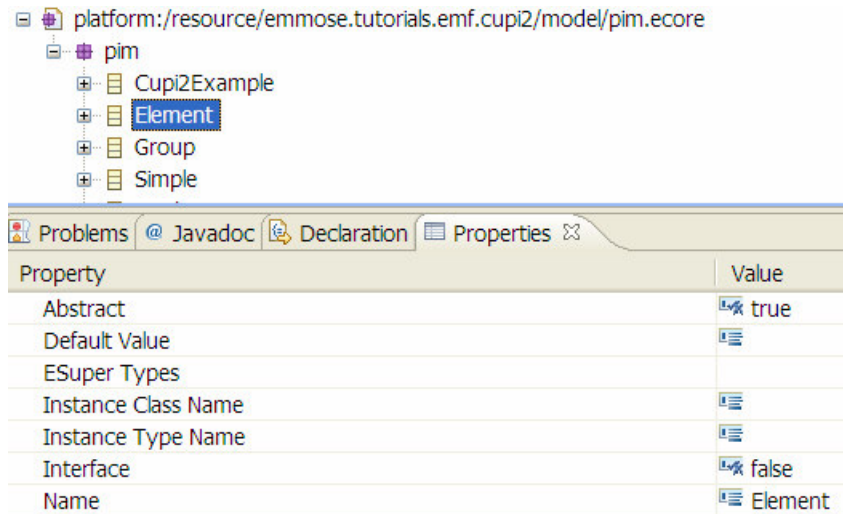 platform:/resource/emmose.tutorials.emf.cupi2/model/pim.ecore
pim
Cupi2Example
Element
Group
Simple
Problems @ Javadoc Declaration Properties
Property Value
Abstract true
Default Value
ESuper Types
Instance Class Name
Instance Type Name
Interface false
Name Element